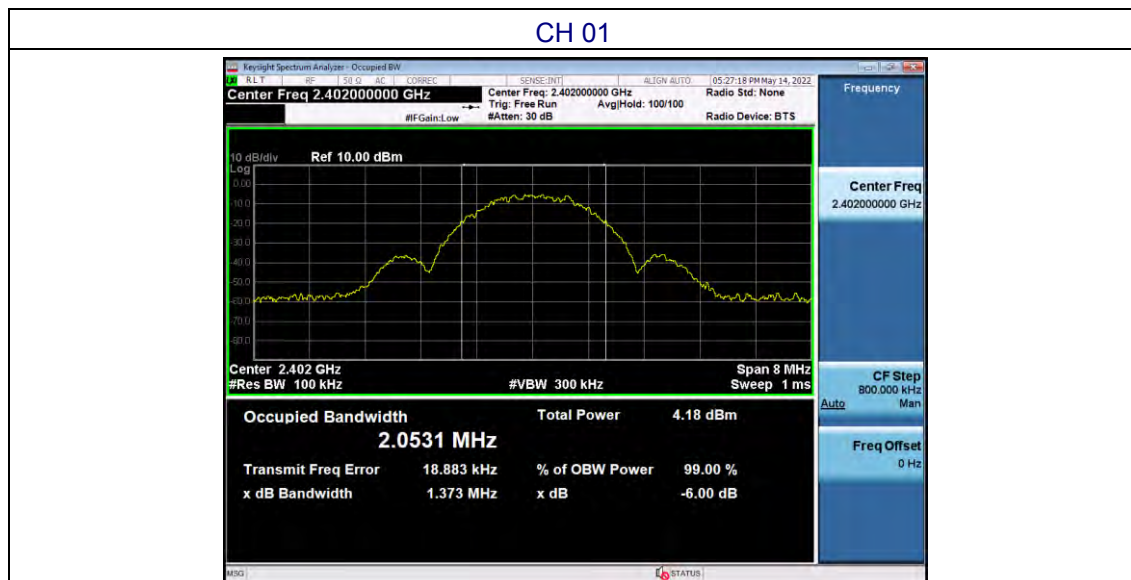 CH 01
Keysight Spectrum Analyzer - Occupied BW
RLT RF 50 Ω AC CORREC SENSE:INT ALIGN AUTO 05:27:18 PM May 14, 2022
Center Freq 2.402000000 GHz
Center Freq: 2.402000000 GHz Radio Std: None
Trig: Free Run Avg|Hold: 100/100
#IFGain:Low #Atten: 30 dB Radio Device: BTS
10 dB/div Ref 10.00 dBm
Log
0.00
-10.0
-20.0
-30.0
-40.0
-50.0
-60.0
-70.0
-80.0
Center 2.402 GHz Span 8 MHz
#Res BW 100 kHz #VBW 300 kHz Sweep 1 ms
Occupied Bandwidth Total Power 4.18 dBm
2.0531 MHz
Transmit Freq Error 18.883 kHz % of OBW Power 99.00 %
x dB Bandwidth 1.373 MHz x dB -6.00 dB
Frequency
Center Freq
2.402000000 GHz
CF Step
800.000 kHz
Auto Man
Freq Offset
0 Hz
MSG STATUS